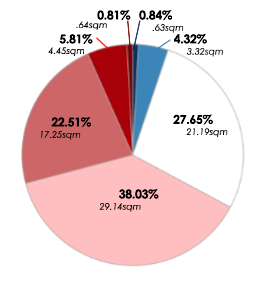 0.81%
.64sqm
0.84%
.63sqm
5.81%
4.45sqm
4.32%
3.32sqm
22.51%
17.25sqm
27.65%
21.19sqm
38.03%
29.14sqm